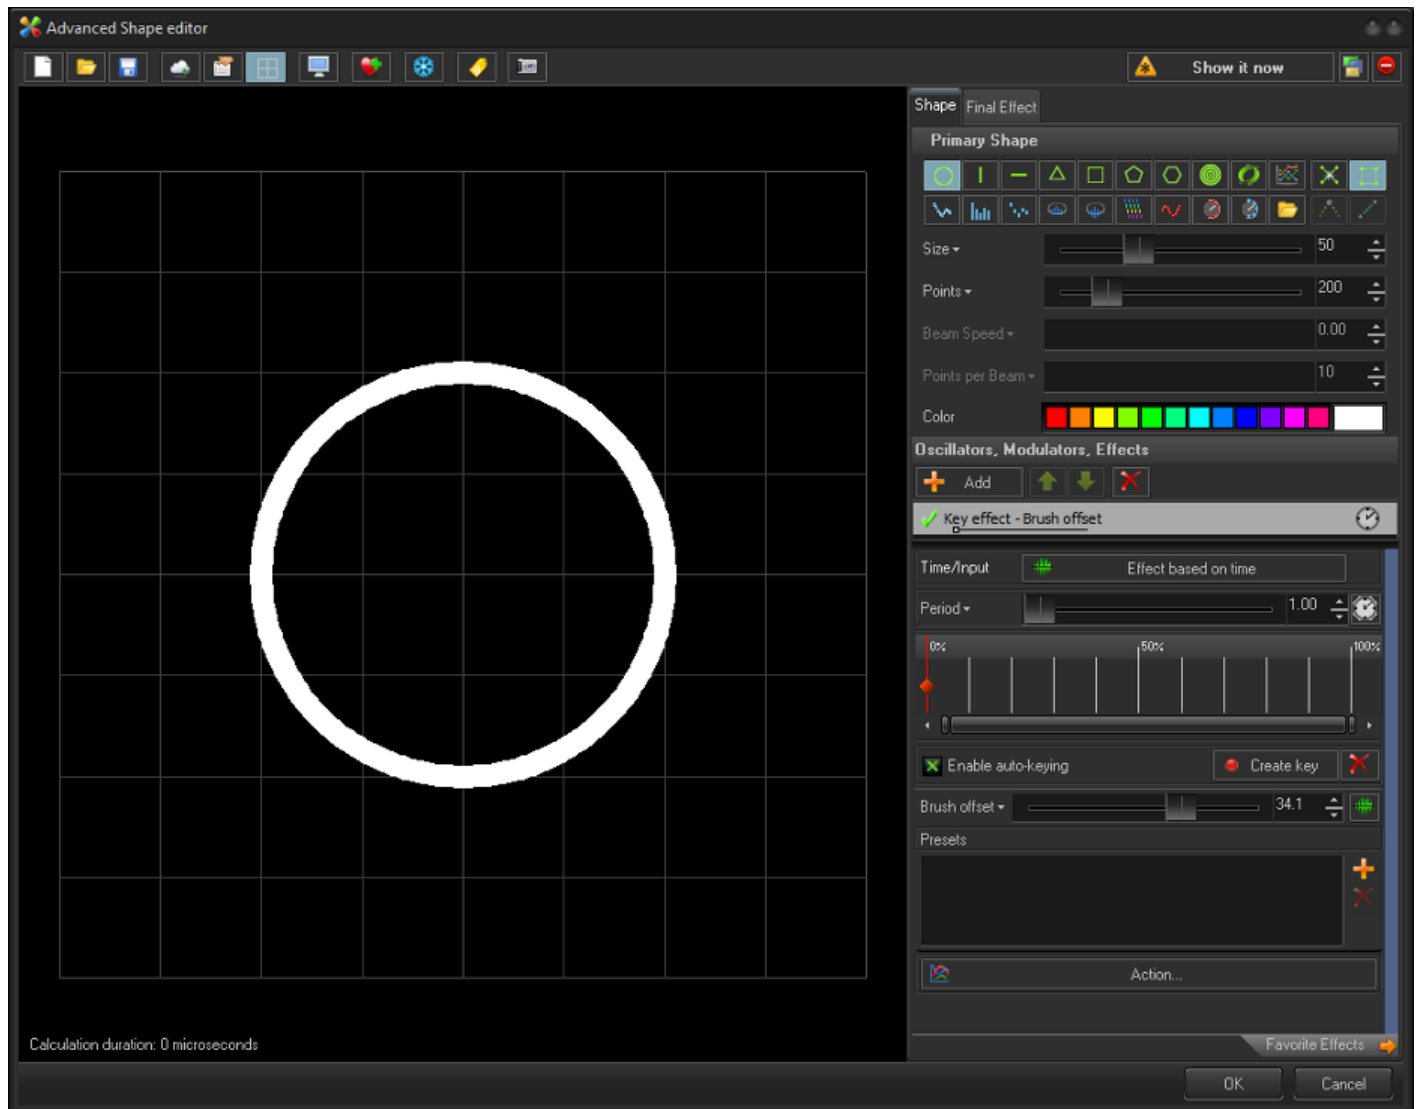 Advanced Shape editor
Show it now
Shape Final Effect
Primary Shape
Size 50
Points 200
Beam Speed 0.00
Points per Beam 10
Color
Oscillators, Modulators, Effects
Add
Key effect - Brush offset
Time/Input Effect based on time
Period 1.00
0% 50% 100%
Enable auto-keying Create key
Brush offset 34.1
Presets
Action...
Calculation duration: 0 microseconds
Favorite Effects
OK Cancel